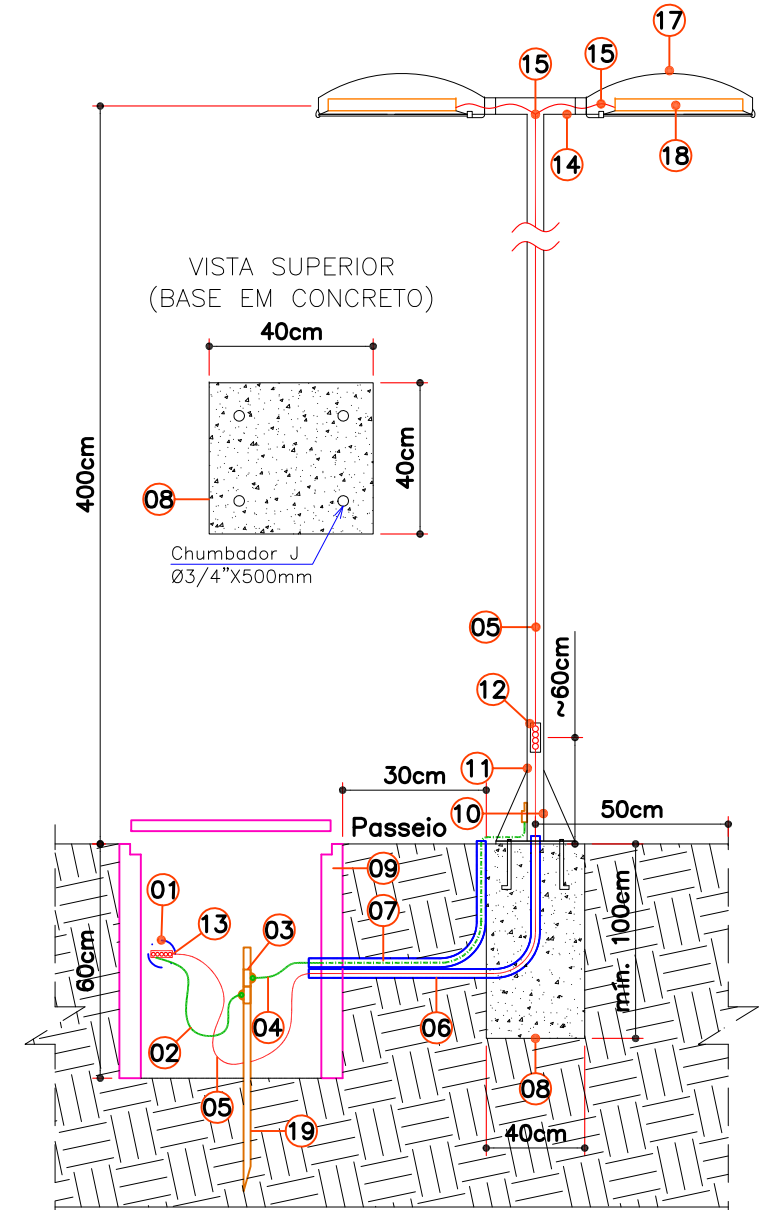 17
15
15
14
18
VISTA SUPERIOR
(BASE EM CONCRETO)
40cm
400cm
40cm
08
Chumbador J
Ø3/4"X500mm
05
~60cm
12
11
30cm
50cm
10
Passeio
09
01
13
03
07
60cm
mín. 100cm
04
06
02
05
08
19
40cm